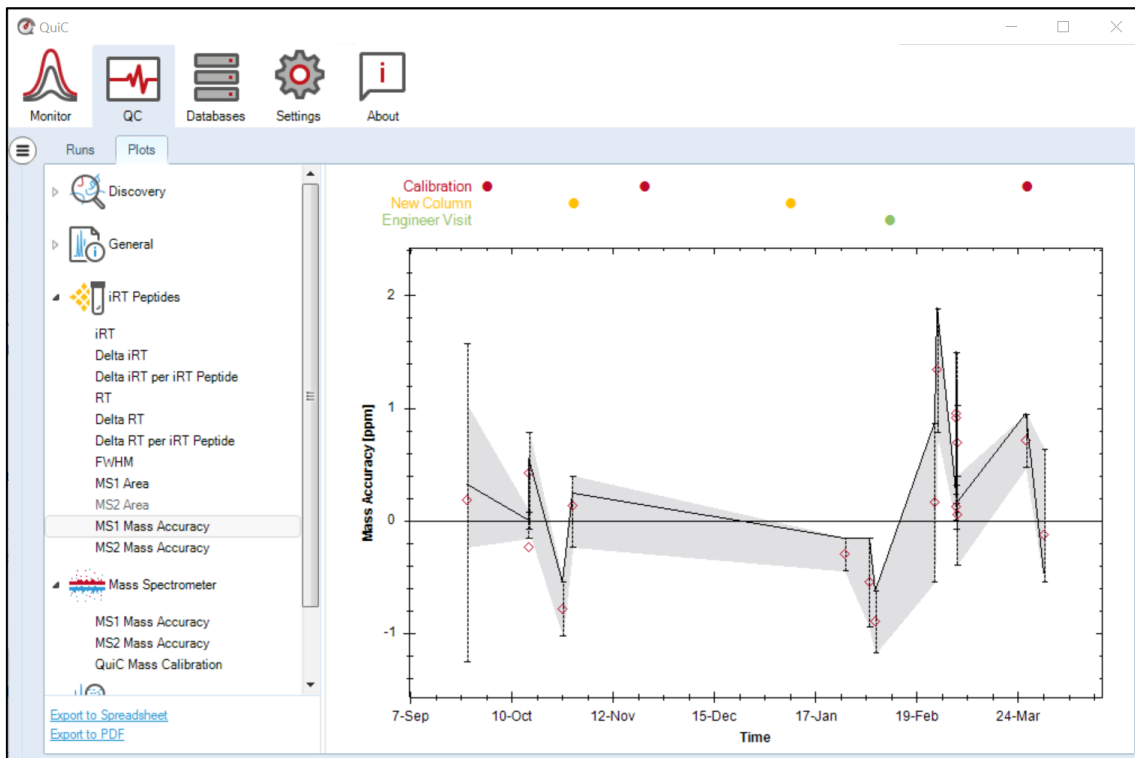 QuiC
Monitor
QC
Databases
Settings
About
Runs
Plots
Discovery
General
iRT Peptides
iRT
Delta iRT
Delta iRT per iRT Peptide
RT
Delta RT
Delta RT per iRT Peptide
FWHM
MS1 Area
MS2 Area
MS1 Mass Accuracy
MS2 Mass Accuracy
Mass Spectrometer
MS1 Mass Accuracy
MS2 Mass Accuracy
QuiC Mass Calibration
Export to Spreadsheet
Export to PDF
Calibration
New Column
Engineer Visit
Mass Accuracy [ppm]
2
1
0
-1
7-Sep
10-Oct
12-Nov
15-Dec
17-Jan
19-Feb
24-Mar
Time